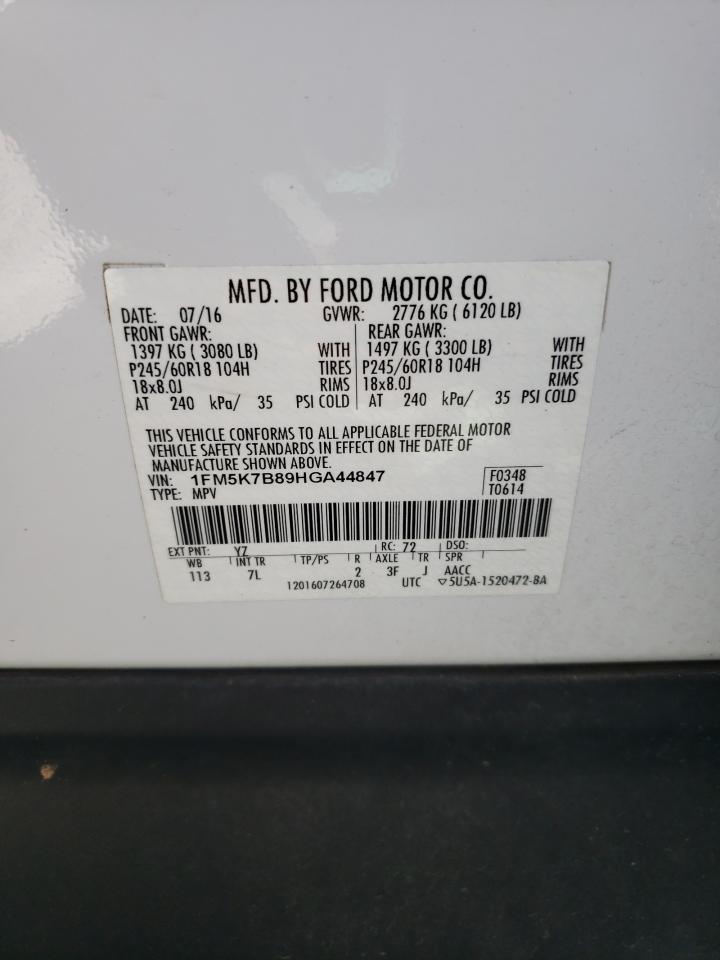 MFD. BY FORD MOTOR CO.
DATE: 07/16 GVWR: 2776 KG ( 6120 LB)
FRONT GAWR: REAR GAWR:
1397 KG ( 3080 LB) WITH 1497 KG ( 3300 LB) WITH
P245/60R18 104H TIRES P245/60R18 104H TIRES
18x8.0J RIMS 18x8.0J RIMS
AT 240 kPa/ 35 PSI COLD AT 240 kPa/ 35 PSI COLD
THIS VEHICLE CONFORMS TO ALL APPLICABLE FEDERAL MOTOR
VEHICLE SAFETY STANDARDS IN EFFECT ON THE DATE OF
MANUFACTURE SHOWN ABOVE.
VIN: 1FM5K7B89HGA44847 F0348
TYPE: MPV T0614
EXT PNT: YZ RC: 72 DSO:
WB INT TR TP/PS R AXLE TR SPR
113 7L 2 3F J AACC
1201607264708 UTC ▽5U5A-1520472-BA